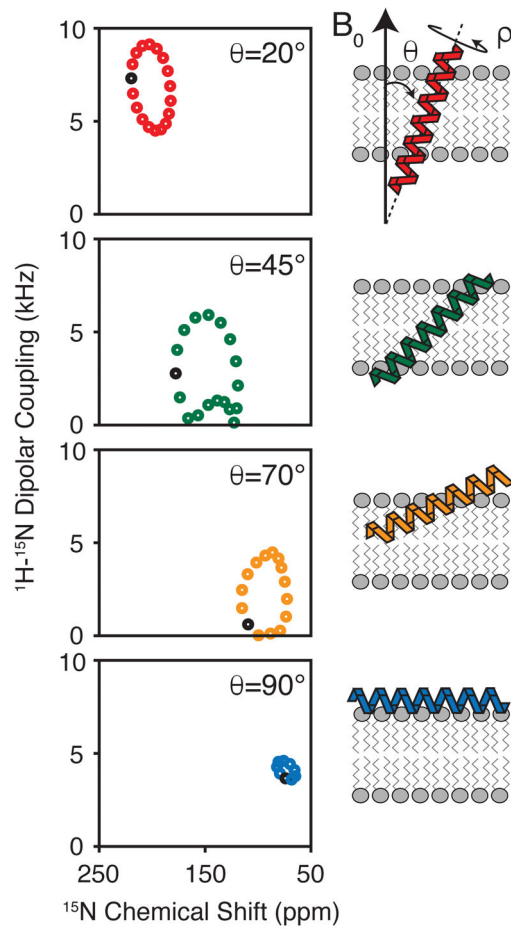 10
θ=20°
5
0
B₀
θ
ρ
10
θ=45°
5
0
10
θ=70°
5
0
10
θ=90°
5
0
250
150
50
¹⁵N Chemical Shift (ppm)
¹H-¹⁵N Dipolar Coupling (kHz)